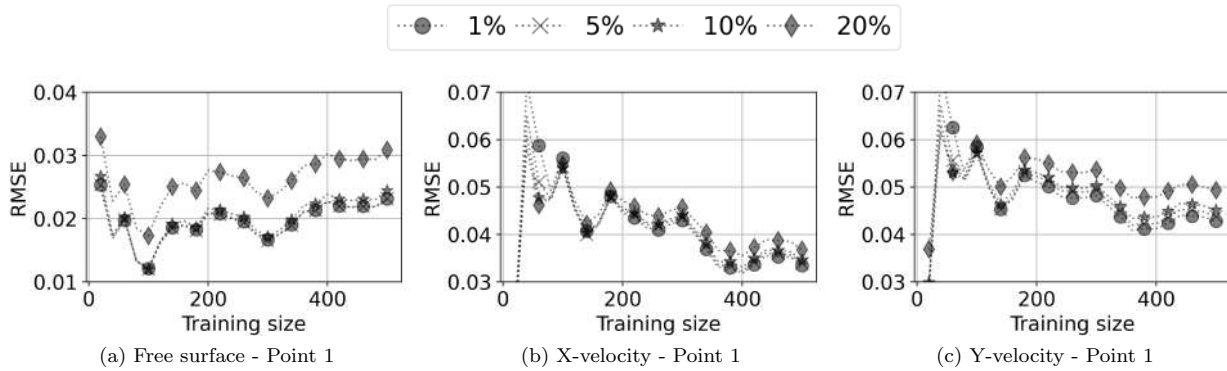 1% 5% 10% 20%
RMSE
0.04
0.03
0.02
0.01
0 200 400
Training size
(a) Free surface - Point 1
RMSE
0.07
0.06
0.05
0.04
0.03
0 200 400
Training size
(b) X-velocity - Point 1
RMSE
0.07
0.06
0.05
0.04
0.03
0 200 400
Training size
(c) Y-velocity - Point 1